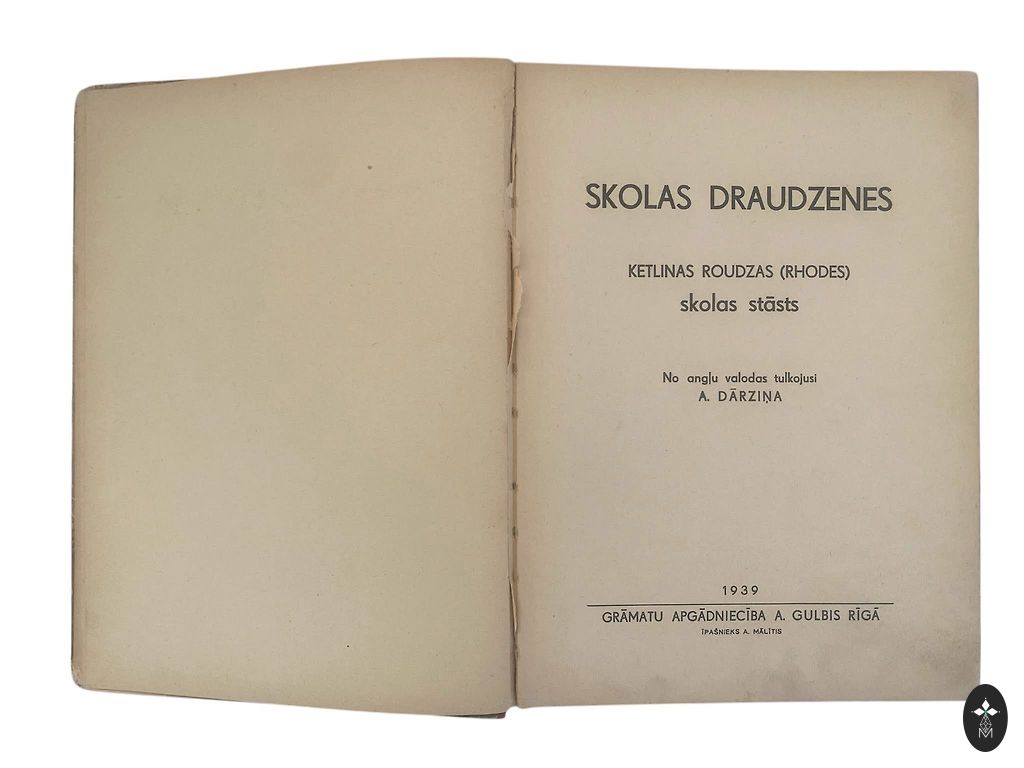 SKOLAS DRAUDZENES
KETLINAS ROUDZAS (RHODES)
skolas stāsts
No angļu valodas tulkojusi
A. DĀRZIŅA
1939
GRĀMATU APGĀDNIECĪBA A. GULBIS RĪGĀ
ĪPAŠNIEKS A. MĀLĪTIS
M